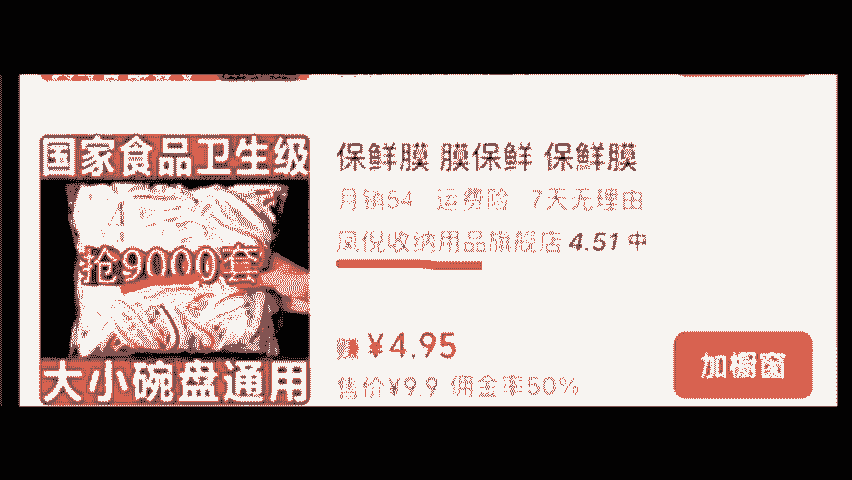 国家食品卫生级
抢9000套
大小碗盘通用
保鲜膜 膜保鲜 保鲜膜
月销54 运费险 7天无理由
风悦收纳用品旗舰店 4.51 中
赚¥4.95
售价¥9.9 佣金率50%
加橱窗